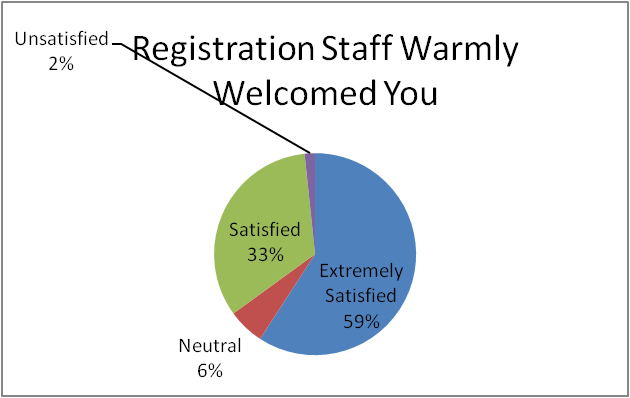 Registration Staff Warmly
Welcomed You
Unsatisfied
2%
Satisfied
33%
Extremely
Satisfied
59%
Neutral
6%